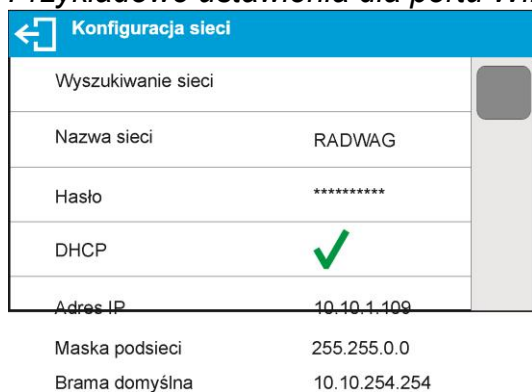 Przykładowe ustawienia dla portu
Konfiguracja sieci
Wyszukiwanie sieci
Nazwa sieci RADWAG
Hasło **********
DHCP
Adres IP 10.10.1.109
Maska podsieci 255.255.0.0
Brama domyślna 10.10.254.254